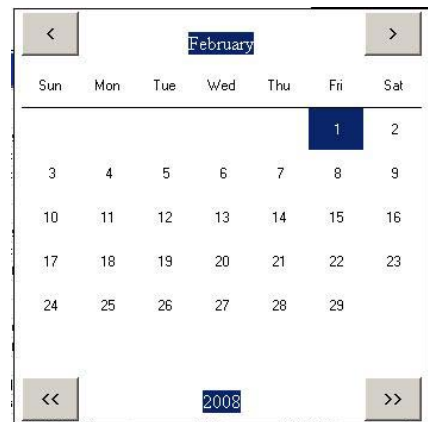 < February >
Sun Mon Tue Wed Thu Fri Sat
1 2
3 4 5 6 7 8 9
10 11 12 13 14 15 16
17 18 19 20 21 22 23
24 25 26 27 28 29
<< 2008 >>